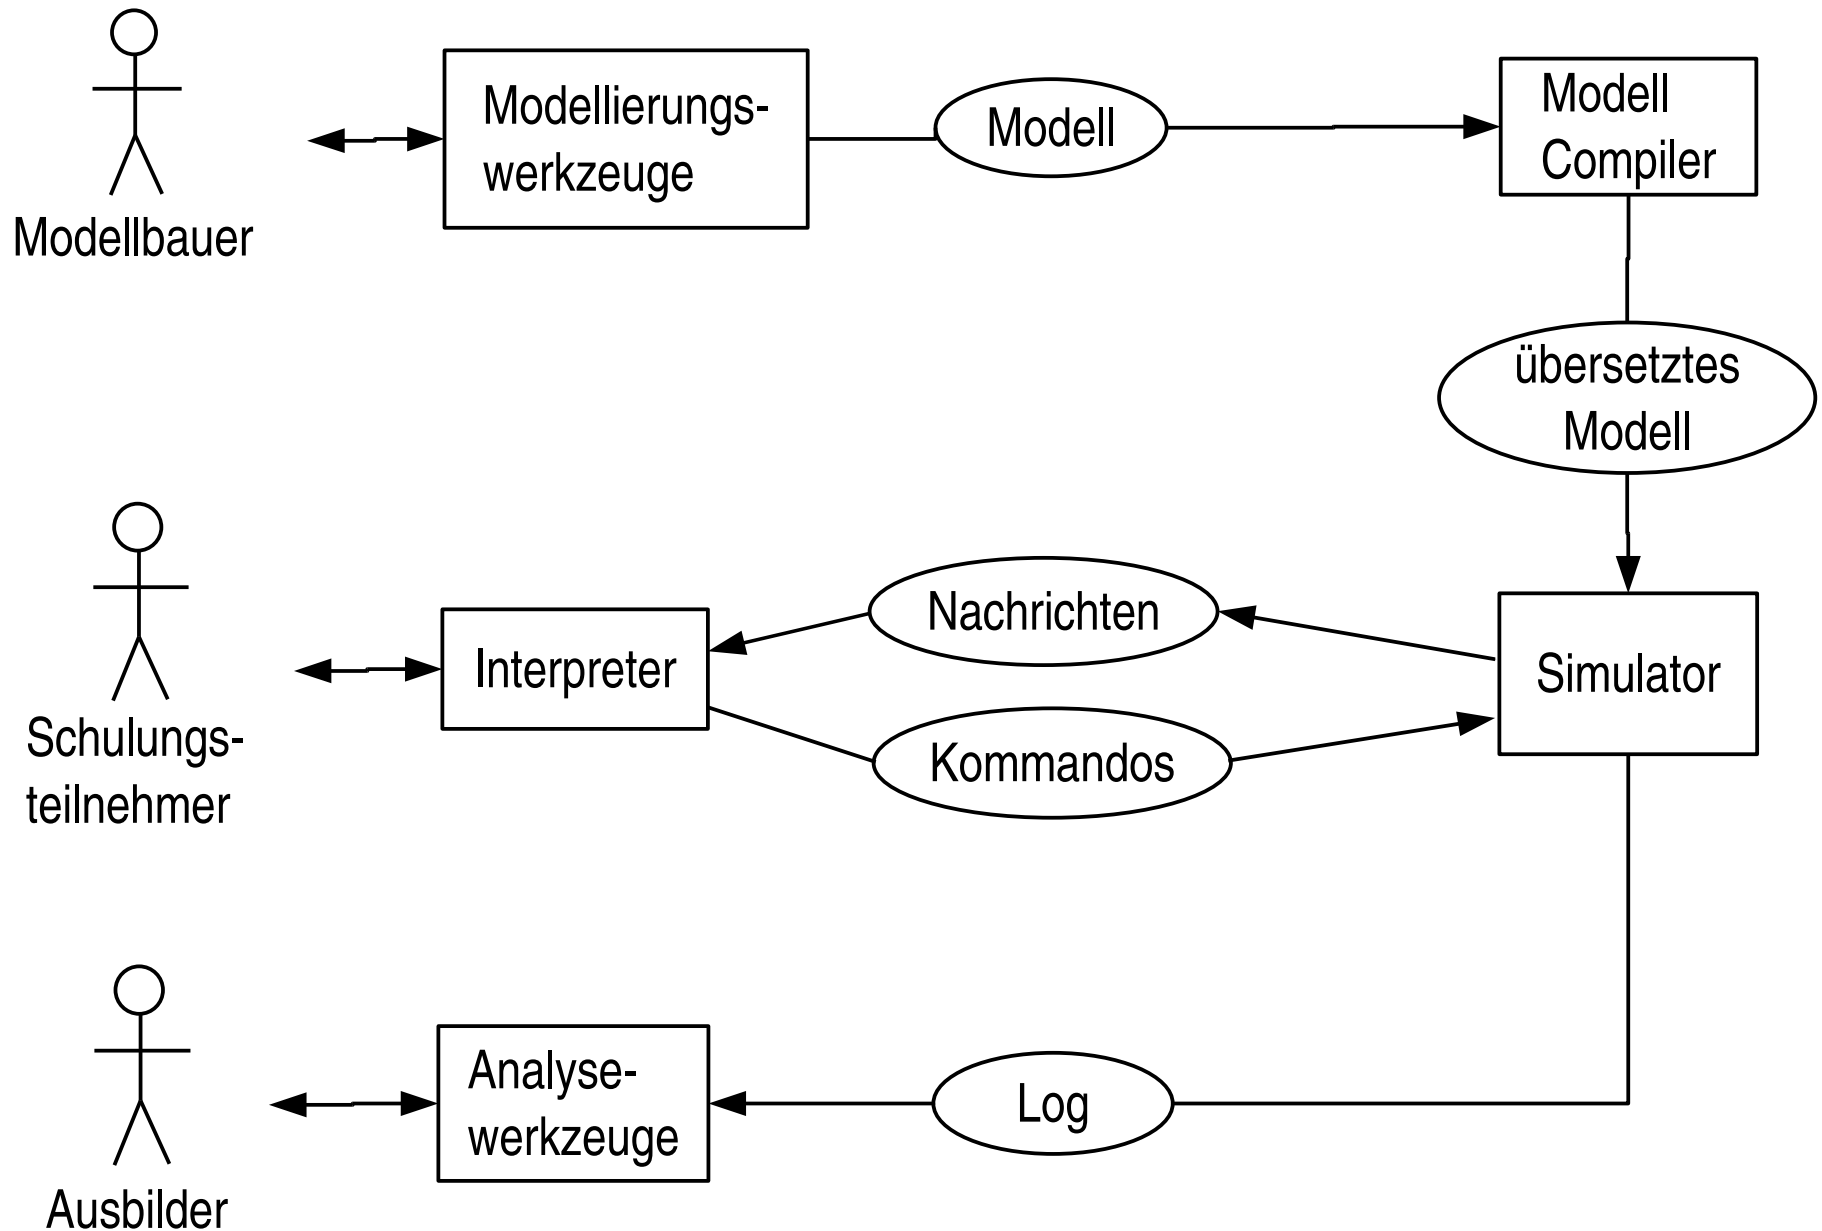 Modellbauer
Modellierungs-
werkzeuge
Modell
Modell
Compiler
übersetztes
Modell
Schulungs-
teilnehmer
Interpreter
Nachrichten
Kommandos
Simulator
Ausbilder
Analyse-
werkzeuge
Log